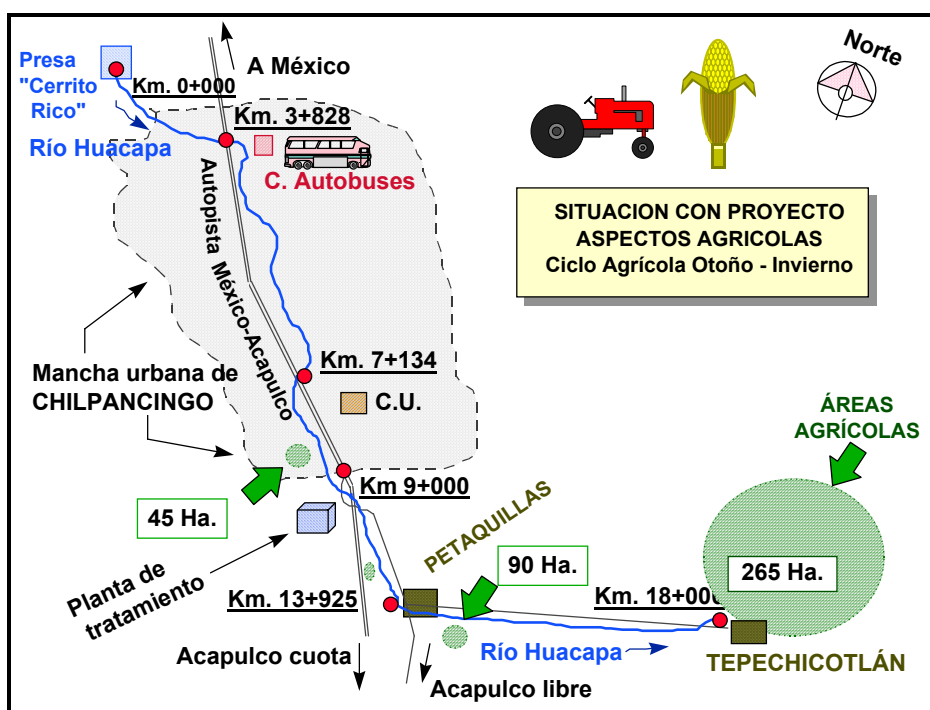 Norte
A México
Presa
"Cerrito
Rico"
Km. 0+000
Km. 3+828
Río Huacapa
C. Autobuses
SITUACION CON PROYECTO
ASPECTOS AGRICOLAS
Ciclo Agrícola Otoño - Invierno
Autopista México-Acapulco
Km. 7+134
Mancha urbana de
CHILPANCINGO
C.U.
ÁREAS
AGRÍCOLAS
Km 9+000
45 Ha.
PETAQUILLAS
90 Ha.
265 Ha.
Planta de
tratamiento
Km. 13+925
Km. 18+000
Río Huacapa
TEPECHICOTLÁN
Acapulco cuota
Acapulco libre